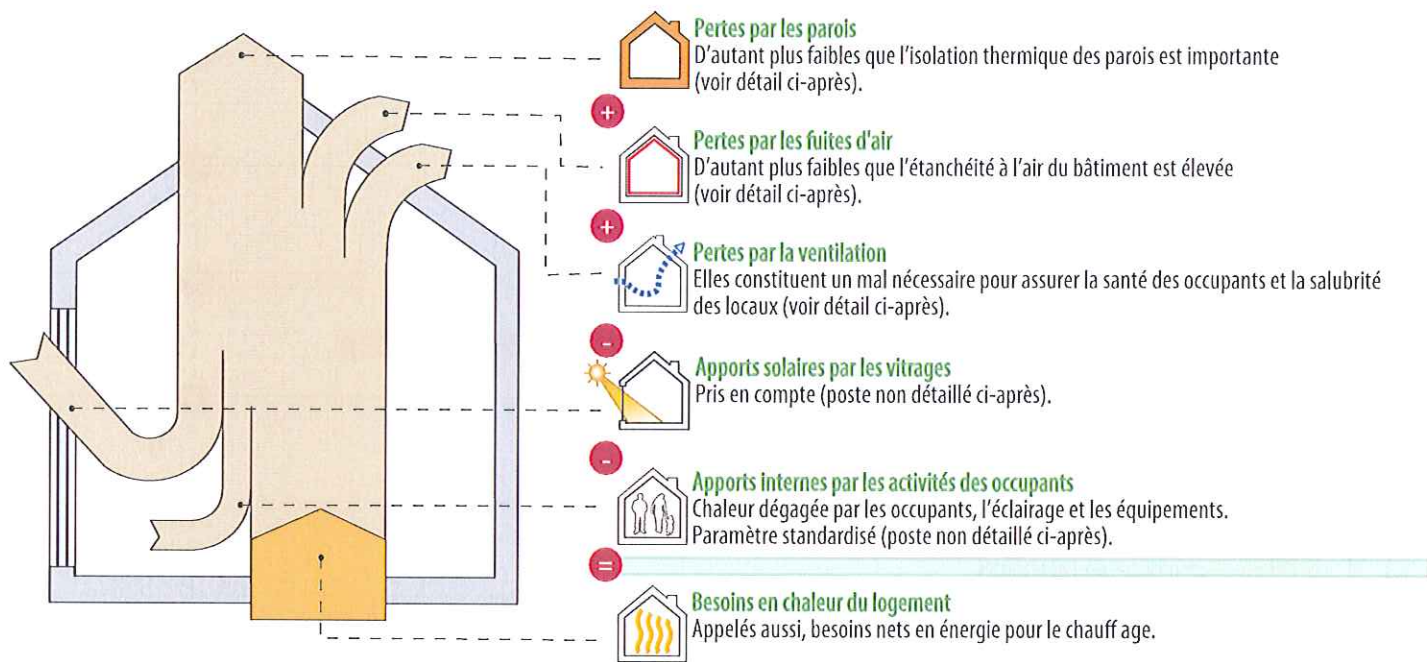 Pertes par les parois
D'autant plus faibles que l'isolation thermique des parois est importante
(voir détail ci-après).
+
Pertes par les fuites d'air
D'autant plus faibles que l'étanchéité à l'air du bâtiment est élevée
(voir détail ci-après).
+
Pertes par la ventilation
Elles constituent un mal nécessaire pour assurer la santé des occupants et la salubrité
des locaux (voir détail ci-après).
-
Apports solaires par les vitrages
Pris en compte (poste non détaillé ci-après).
-
Apports internes par les activités des occupants
Chaleur dégagée par les occupants, l'éclairage et les équipements.
Paramètre standardisé (poste non détaillé ci-après).
=
Besoins en chaleur du logement
Appelés aussi, besoins nets en énergie pour le chauff age.